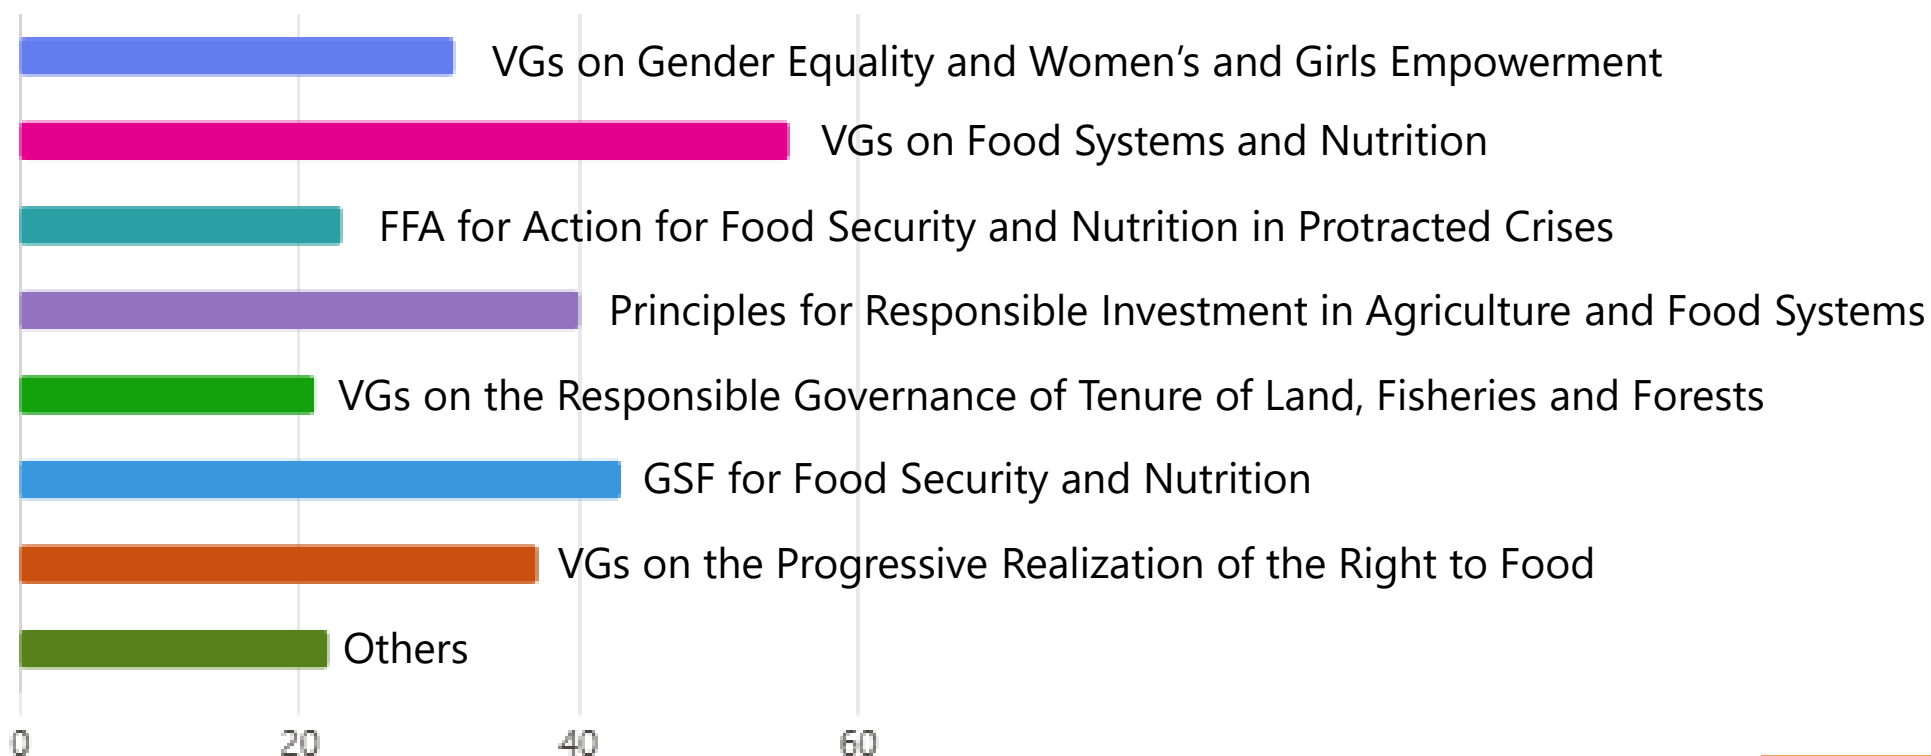 VGs on Gender Equality and Women’s and Girls Empowerment
VGs on Food Systems and Nutrition
FFA for Action for Food Security and Nutrition in Protracted Crises
Principles for Responsible Investment in Agriculture and Food Systems
VGs on the Responsible Governance of Tenure of Land, Fisheries and Forests
GSF for Food Security and Nutrition
VGs on the Progressive Realization of the Right to Food
Others
0 20 40 60